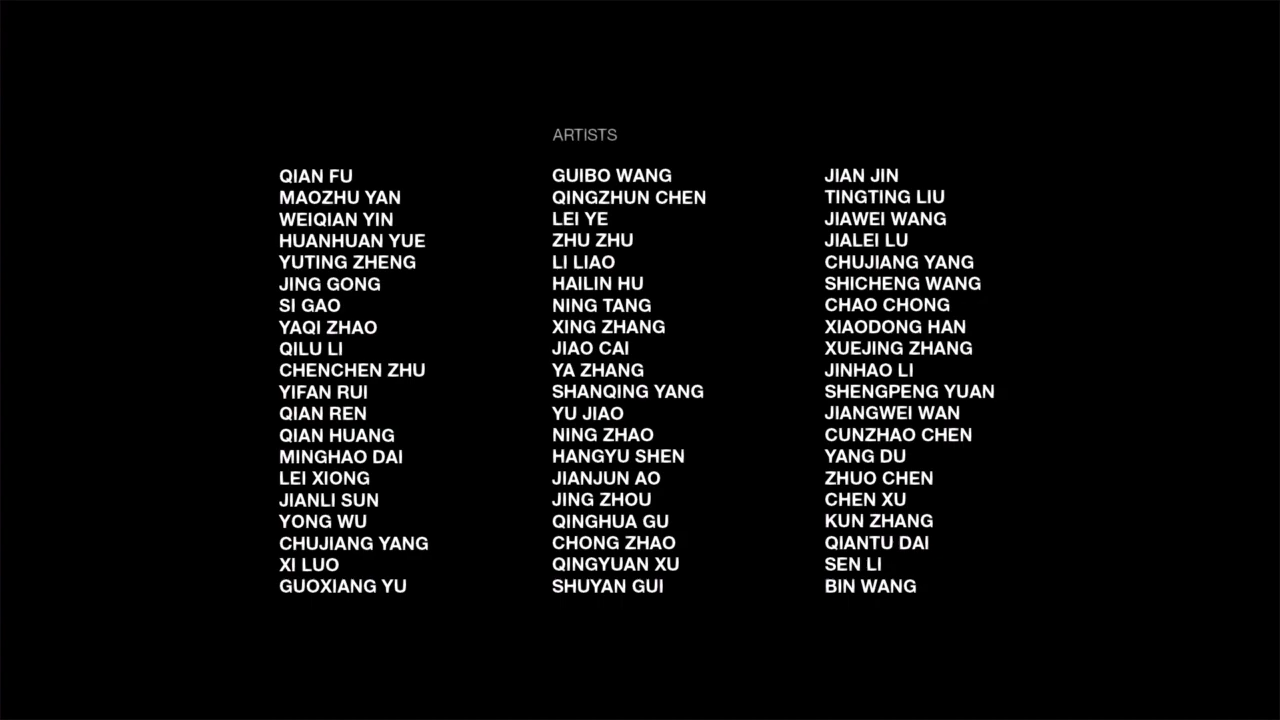 ARTISTS
QIAN FU
MAOZHU YAN
WEIQIAN YIN
HUANHUAN YUE
YUTING ZHENG
JING GONG
SI GAO
YAQI ZHAO
QILU LI
CHENCHEN ZHU
YIFAN RUI
QIAN REN
QIAN HUANG
MINGHAO DAI
LEI XIONG
JIANLI SUN
YONG WU
CHUJIANG YANG
XI LUO
GUOXIANG YU
GUIBO WANG
QINGZHUN CHEN
LEI YE
ZHU ZHU
LI LIAO
HAILIN HU
NING TANG
XING ZHANG
JIAO CAI
YA ZHANG
SHANQING YANG
YU JIAO
NING ZHAO
HANGYU SHEN
JIANJUN AO
JING ZHOU
QINGHUA GU
CHONG ZHAO
QINGYUAN XU
SHUYAN GUI
JIAN JIN
TINGTING LIU
JIAWEI WANG
JIALEI LU
CHUJIANG YANG
SHICHENG WANG
CHAO CHONG
XIAODONG HAN
XUEJING ZHANG
JINHAO LI
SHENGPENG YUAN
JIANGWEI WAN
CUNZHAO CHEN
YANG DU
ZHUO CHEN
CHEN XU
KUN ZHANG
QIANTU DAI
SEN LI
BIN WANG